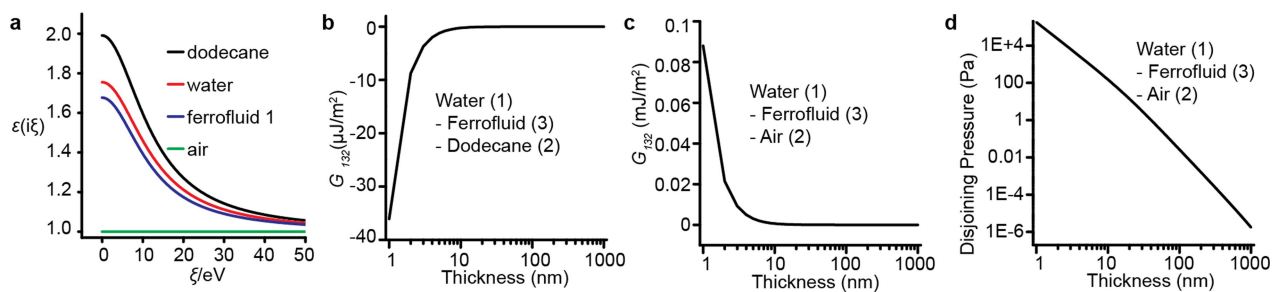 a
ε(iξ)
2.0
1.8
1.6
1.4
1.2
1.0
dodecane
water
ferrofluid 1
air
0
10
20
30
40
50
ξ/eV
b
G132(μJ/m²)
0
-10
-20
-30
-40
Water (1)
- Ferrofluid (3)
- Dodecane (2)
1
10
100
1000
Thickness (nm)
c
G132 (mJ/m²)
0.1
0.08
0.06
0.04
0.02
0
Water (1)
- Ferrofluid (3)
- Air (2)
1
10
100
1000
Thickness (nm)
d
Disjoining Pressure (Pa)
1E+4
100
1
0.01
1E-4
1E-6
Water (1)
- Ferrofluid (3)
- Air (2)
1
10
100
1000
Thickness (nm)